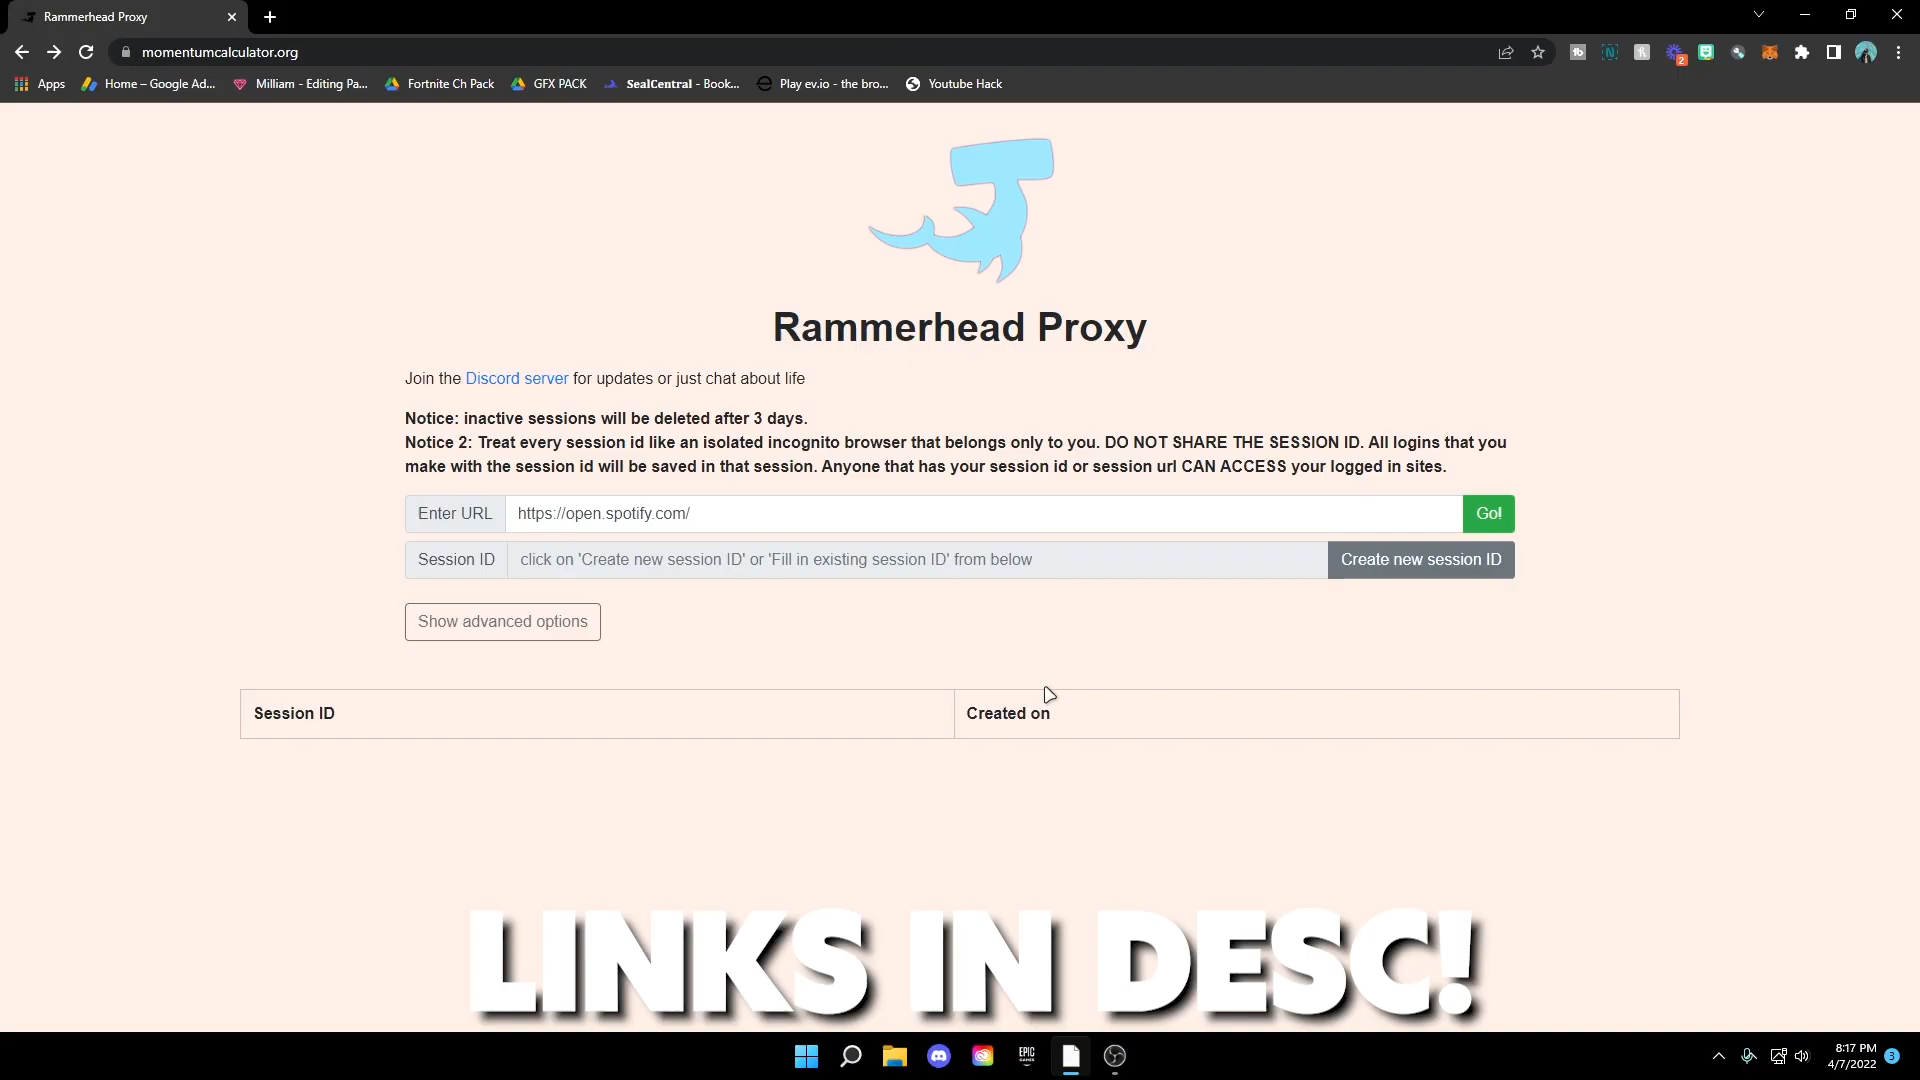 Rammerhead Proxy
momentumcalculator.org
2
Apps
Home – Google Ad...
Milliam - Editing Pa...
Fortnite Ch Pack
GFX PACK
SealCentral - Book...
Play ev.io - the bro...
Youtube Hack
Rammerhead Proxy
Join the Discord server for updates or just chat about life
Notice: inactive sessions will be deleted after 3 days.
Notice 2: Treat every session id like an isolated incognito browser that belongs only to you. DO NOT SHARE THE SESSION ID. All logins that you
make with the session id will be saved in that session. Anyone that has your session id or session url CAN ACCESS your logged in sites.
Enter URL https://open.spotify.com/ Go!
Session ID click on 'Create new session ID' or 'Fill in existing session ID' from below Create new session ID
Show advanced options
Session ID Created on
LINKS IN DESC!
EPIC
GAMES
8:17 PM
4/7/2022
3